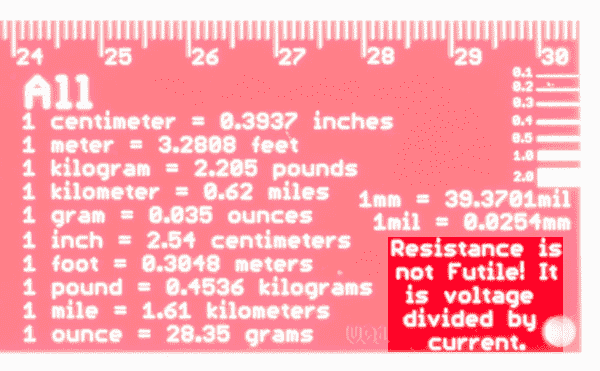 24 25 26 27 28 29 30
All
0.1
0.2
0.3
0.4
0.5
1.0
2.0
1 centimeter = 0.3937 inches
1 meter = 3.2808 feet
1 kilogram = 2.205 pounds
1 kilometer = 0.62 miles
1 gram = 0.035 ounces
1 inch = 2.54 centimeters
1 foot = 0.3048 meters
1 pound = 0.4536 kilograms
1 mile = 1.61 kilometers
1 ounce = 28.35 grams
1mm = 39.3701mil
1mil = 0.0254mm
Resistance is
not Futile! It
is voltage
divided by
current.